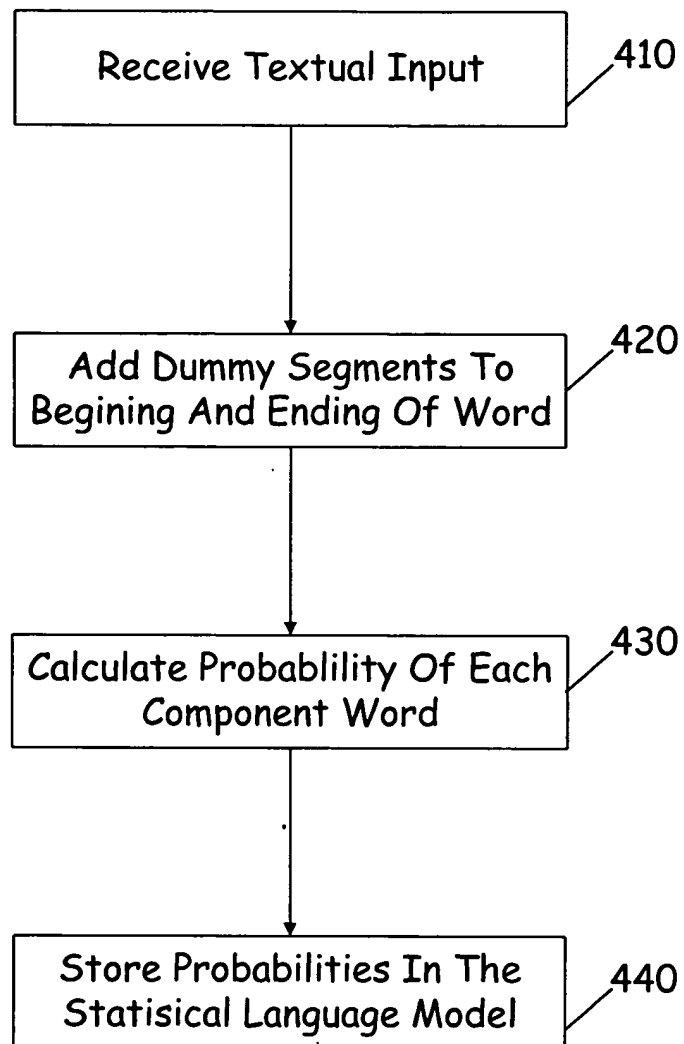 Receive Textual Input
410
Add Dummy Segments To
Begining And Ending Of Word
420
Calculate Probablility Of Each
Component Word
430
Store Probabilities In The
Statisical Language Model
440